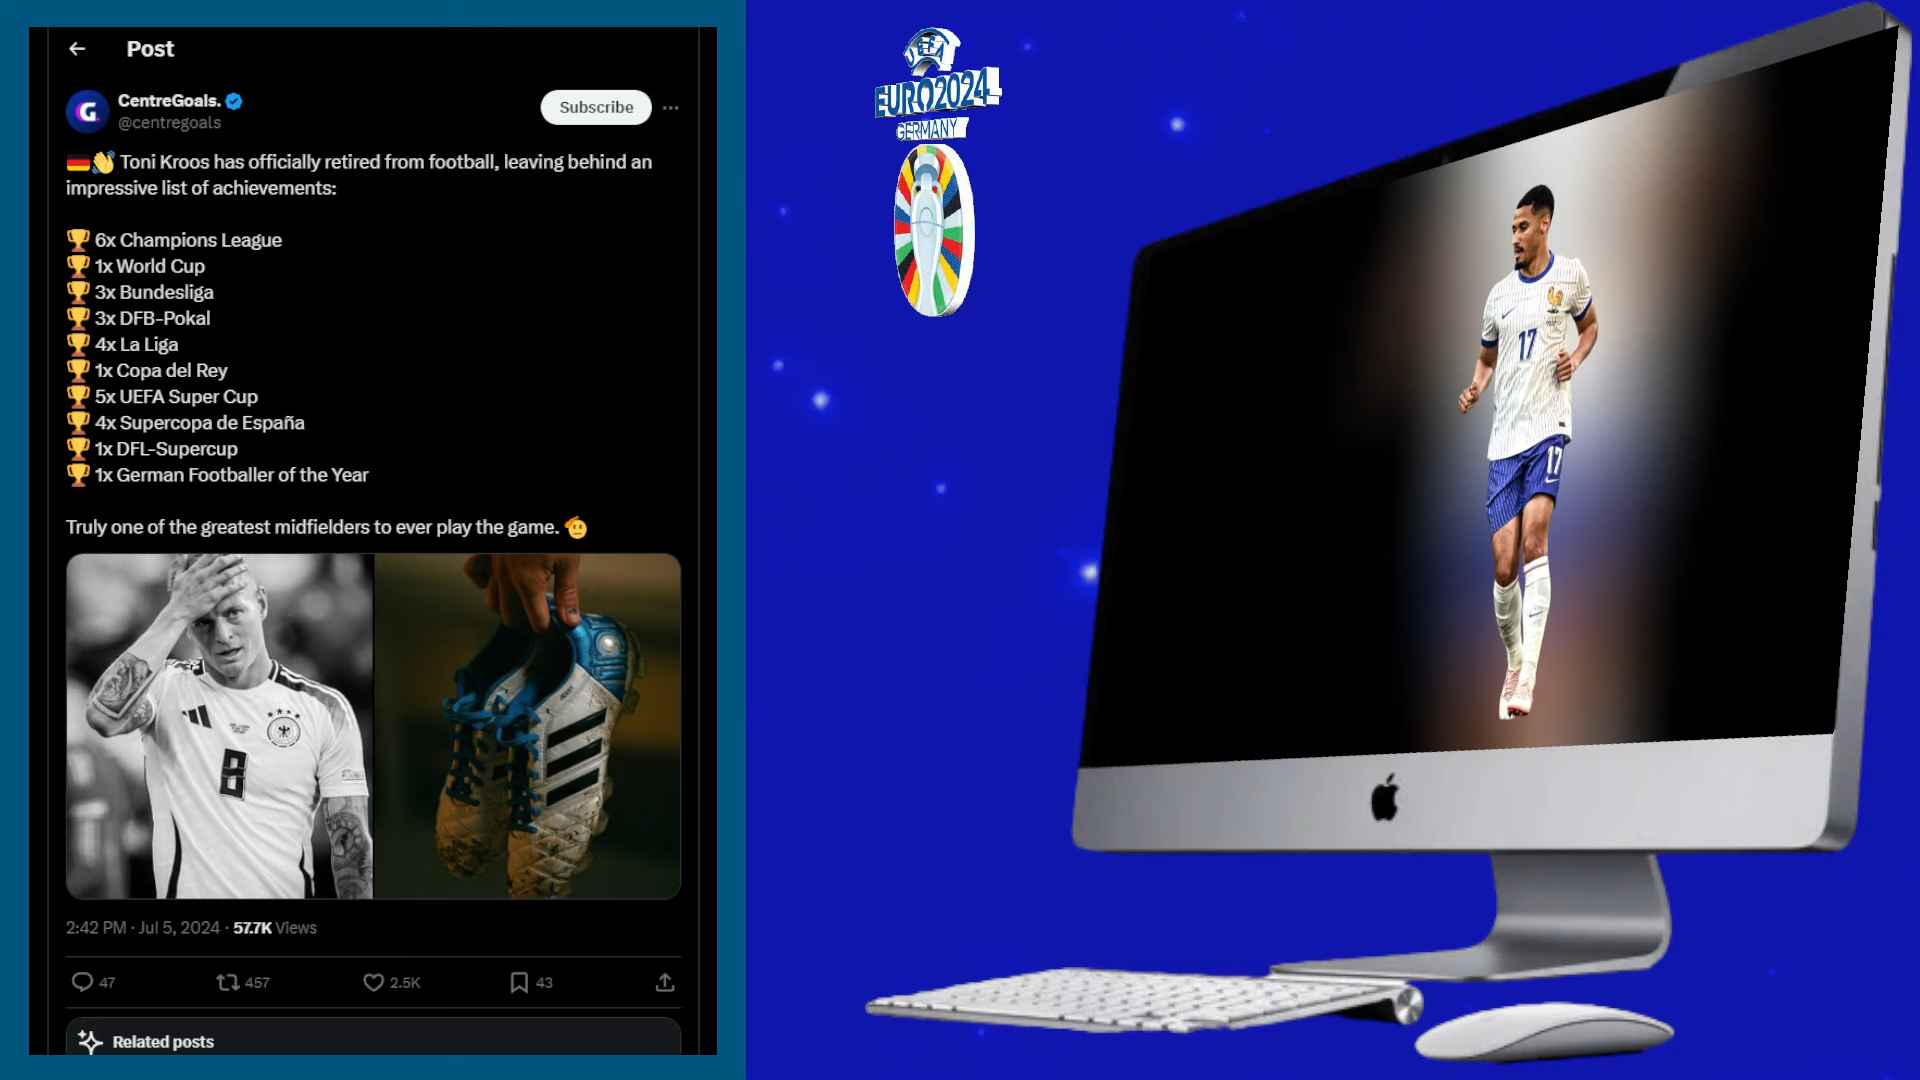 Post
CentreGoals.
@centregoals
Subscribe
🇩🇪👏 Toni Kroos has officially retired from football, leaving behind an
impressive list of achievements:
🏆 6x Champions League
🏆 1x World Cup
🏆 3x Bundesliga
🏆 3x DFB-Pokal
🏆 4x La Liga
🏆 1x Copa del Rey
🏆 5x UEFA Super Cup
🏆 4x Supercopa de España
🏆 1x DFL-Supercup
🏆 1x German Footballer of the Year
Truly one of the greatest midfielders to ever play the game. 🫡
8
2:42 PM · Jul 5, 2024 · 57.7K Views
47
457
2.5K
43
Related posts
UEFA
EURO2024
GERMANY
17
17